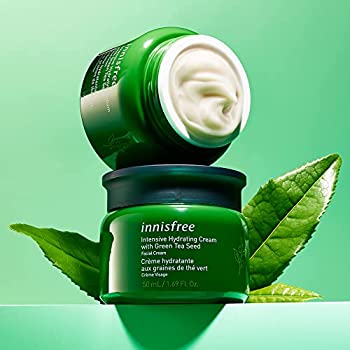 innisfree
innisfree
Intensive Hydrating Cream
with Green Tea Seed
Facial Cream
Crème hydratante
aux graines de thé vert
Crème Visage
50 mL / 1.69 Fl. Oz.